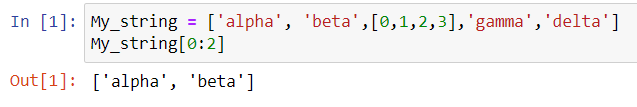 In [1]: My_string = ['alpha', 'beta',[0,1,2,3],'gamma','delta']
My_string[0:2]
Out[1]: ['alpha', 'beta']